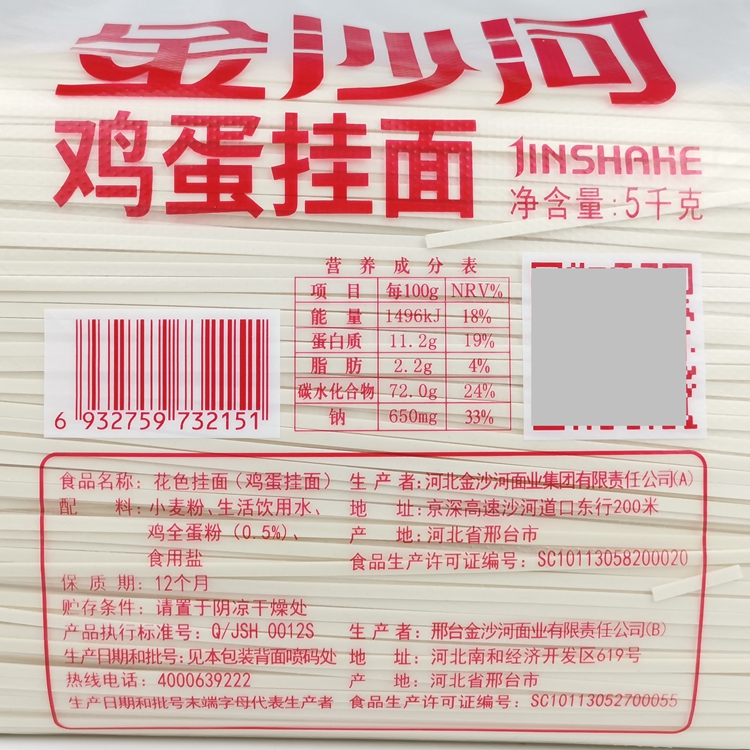 金沙河
鸡蛋挂面
JINSHAHE
净含量:5千克
营养成分表
项目 每100g NRV%
能量 1496kJ 18%
蛋白质 11.2g 19%
脂肪 2.2g 4%
碳水化合物 72.0g 24%
钠 650mg 33%
6 932759 732151
食品名称: 花色挂面(鸡蛋挂面)
配料: 小麦粉、生活饮用水、
鸡全蛋粉(0.5%)、
食用盐
保质期: 12个月
贮存条件: 请置于阴凉干燥处
产品执行标准号: Q/JSH 0012S
生产日期和批号: 见本包装背面喷码处
热线电话: 4000639222
生产日期和批号末端字母代表生产者
生产者: 河北金沙河面业集团有限责任公司(A)
地址: 京深高速沙河道口东行200米
产地: 河北省邢台市
食品生产许可证编号: SC10113058200020
生产者: 邢台金沙河面业有限责任公司(B)
地址: 河北南和经济开发区619号
产地: 河北省邢台市
食品生产许可证编号: SC10113052700055